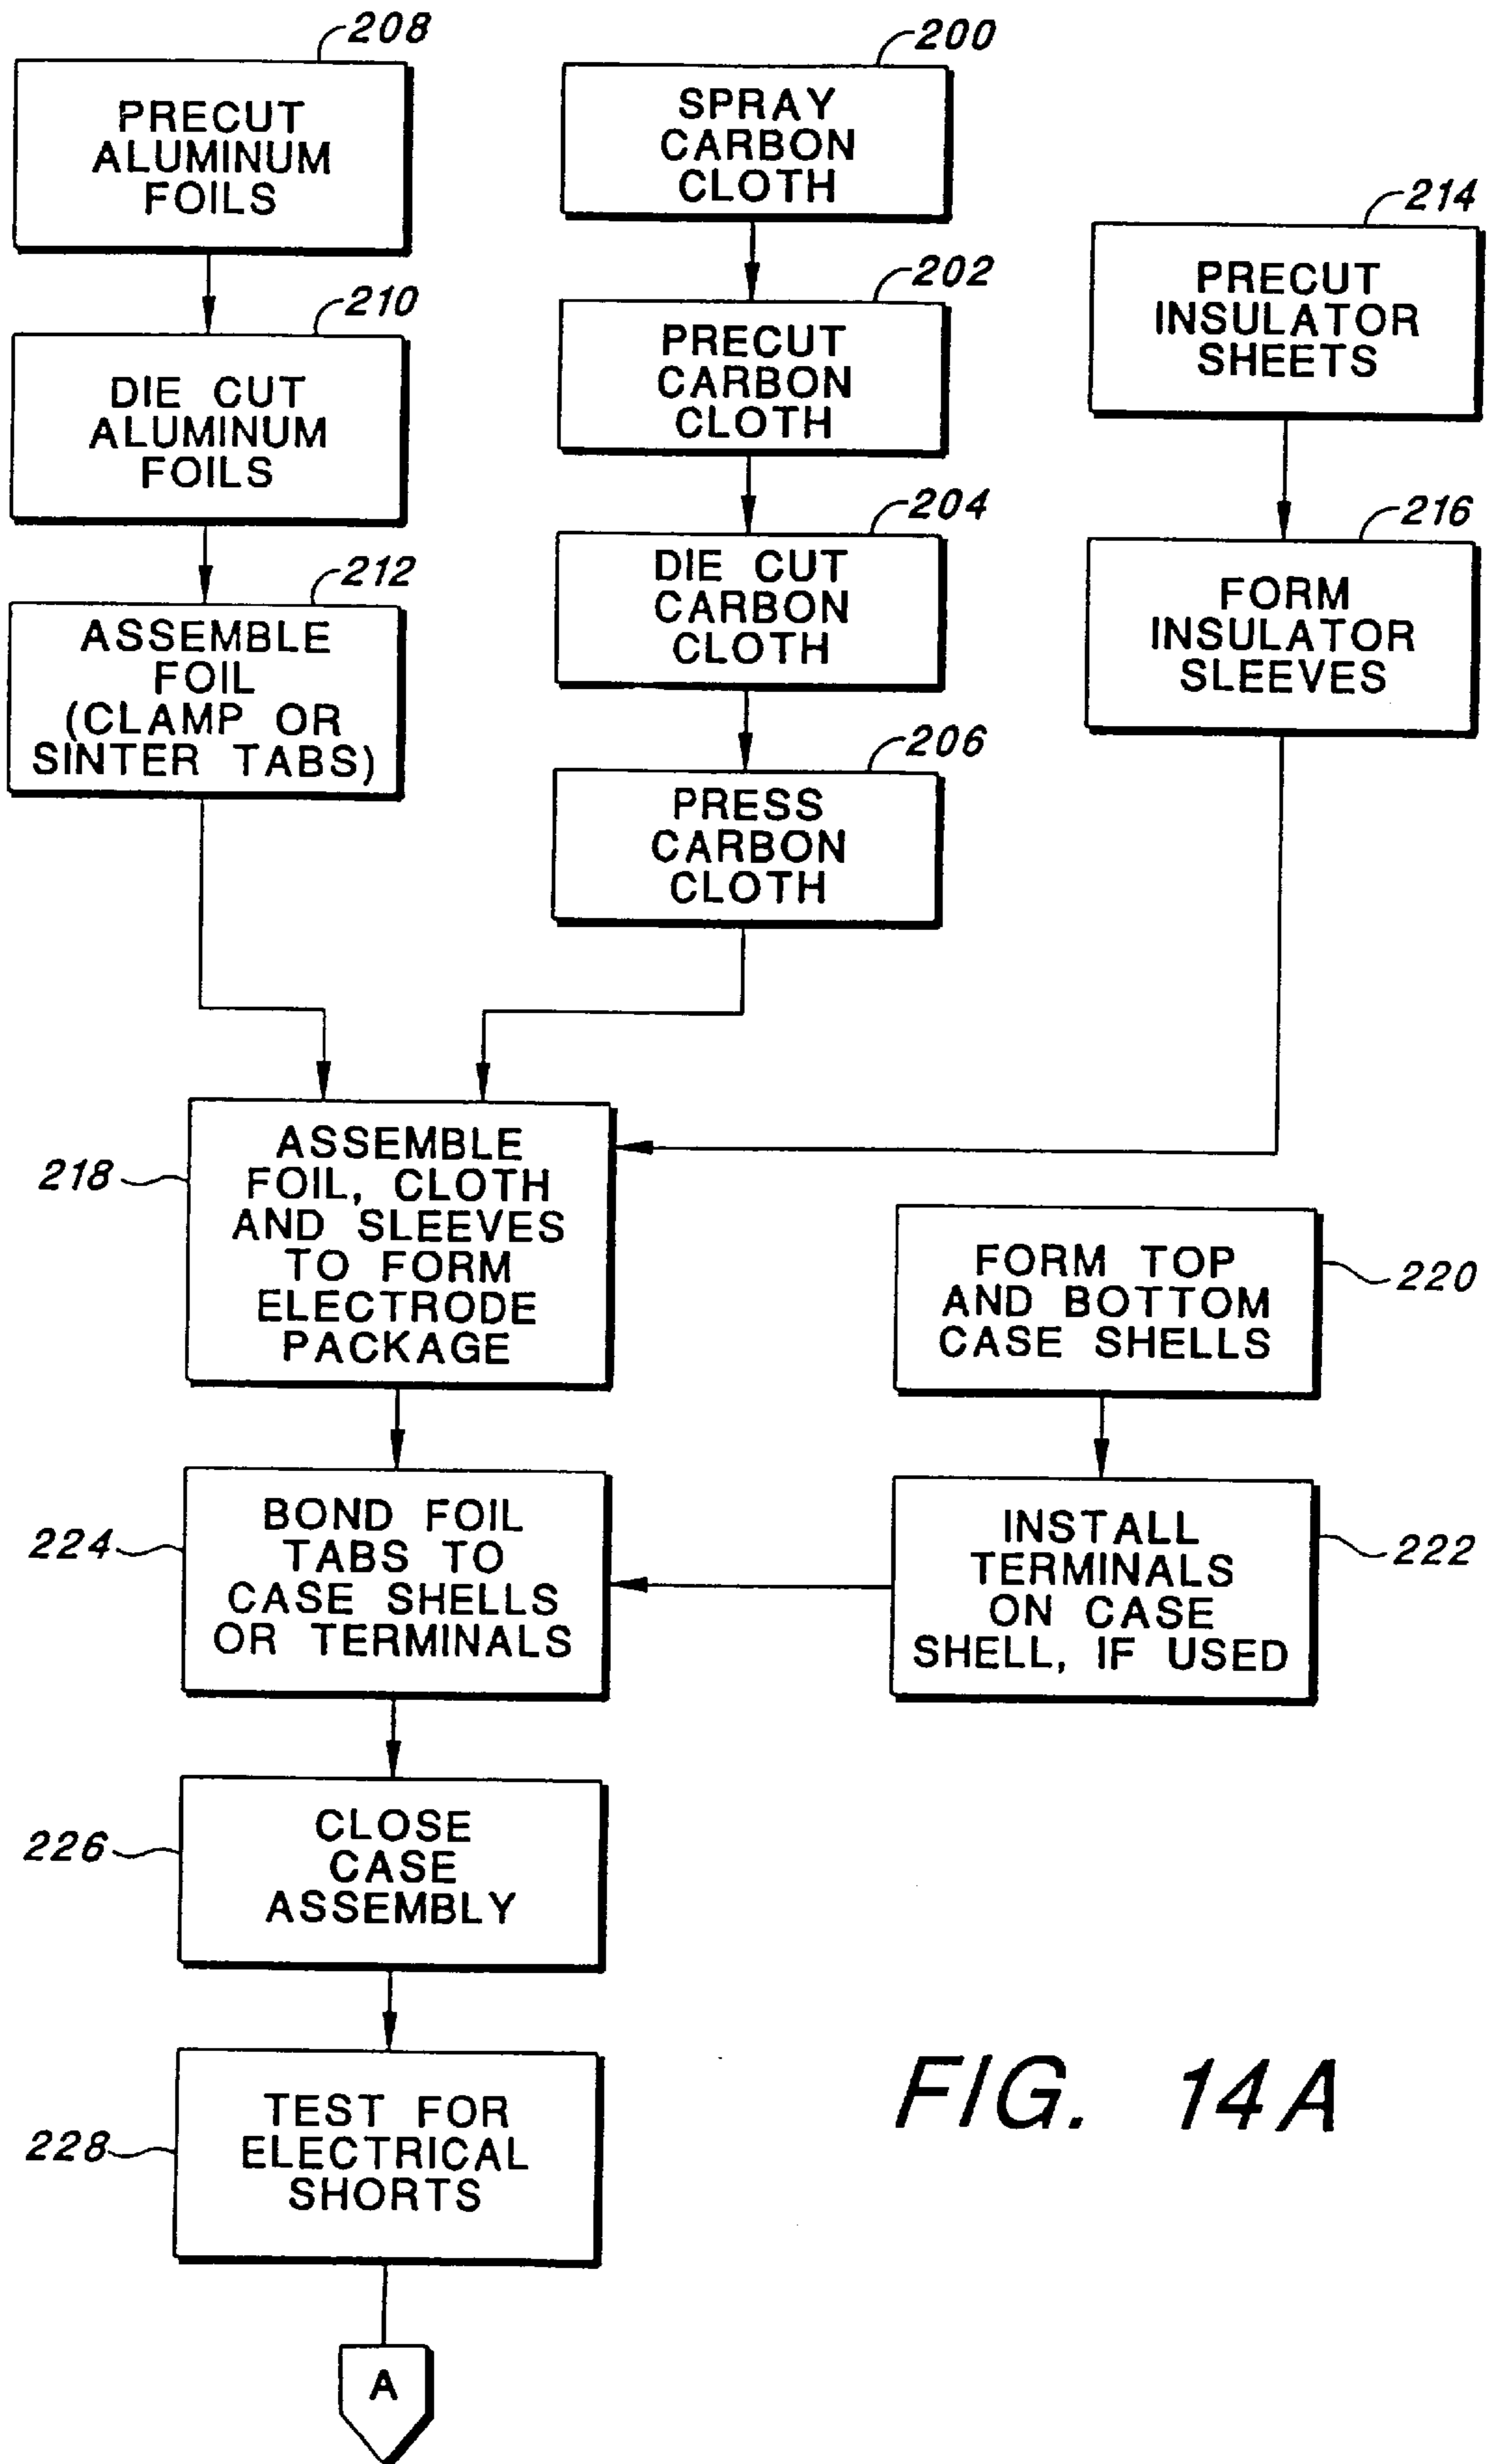 208
PRECUT
ALUMINUM
FOILS
200
SPRAY
CARBON
CLOTH
214
PRECUT
INSULATOR
SHEETS
210
DIE CUT
ALUMINUM
FOILS
202
PRECUT
CARBON
CLOTH
204
DIE CUT
CARBON
CLOTH
216
FORM
INSULATOR
SLEEVES
212
ASSEMBLE
FOIL
(CLAMP OR
SINTER TABS)
206
PRESS
CARBON
CLOTH
218
ASSEMBLE
FOIL, CLOTH
AND SLEEVES
TO FORM
ELECTRODE
PACKAGE
220
FORM TOP
AND BOTTOM
CASE SHELLS
224
BOND FOIL
TABS TO
CASE SHELLS
OR TERMINALS
222
INSTALL
TERMINALS
ON CASE
SHELL, IF USED
226
CLOSE
CASE
ASSEMBLY
228
TEST FOR
ELECTRICAL
SHORTS
A
FIG. 14A